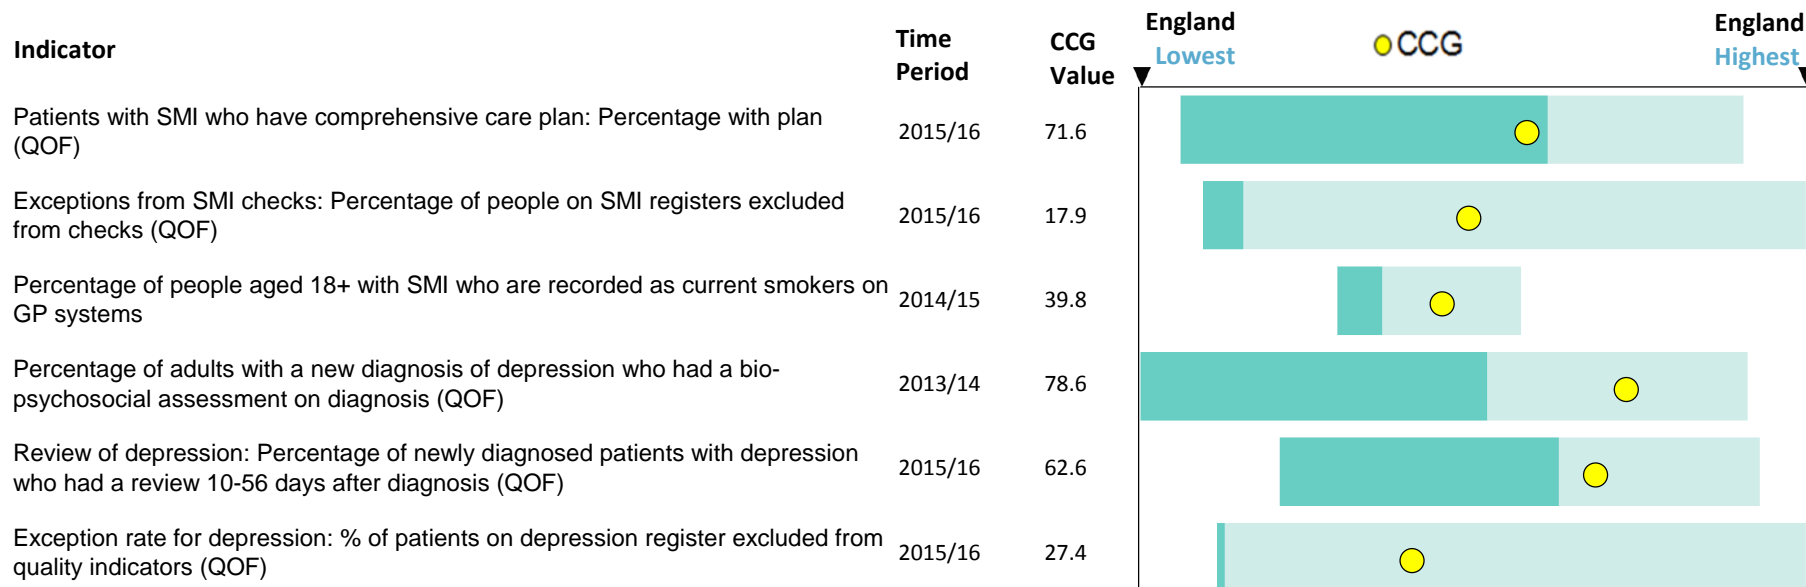 Indicator
Time Period
CCG Value
England Lowest
CCG
England Highest
Patients with SMI who have comprehensive care plan: Percentage with plan
(QOF)
2015/16
71.6
Exceptions from SMI checks: Percentage of people on SMI registers excluded
from checks (QOF)
2015/16
17.9
Percentage of people aged 18+ with SMI who are recorded as current smokers on
GP systems
2014/15
39.8
Percentage of adults with a new diagnosis of depression who had a bio-
psychosocial assessment on diagnosis (QOF)
2013/14
78.6
Review of depression: Percentage of newly diagnosed patients with depression
who had a review 10-56 days after diagnosis (QOF)
2015/16
62.6
Exception rate for depression: % of patients on depression register excluded from
quality indicators (QOF)
2015/16
27.4